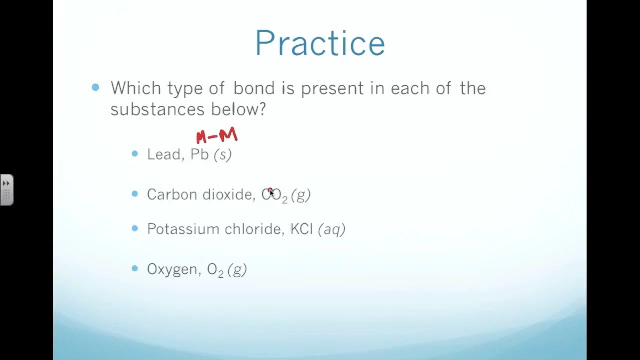 Practice
• Which type of bond is present in each of the
substances below?
M-M
• Lead, Pb (s)
• Carbon dioxide, CO₂ (g)
• Potassium chloride, KCl (aq)
• Oxygen, O₂ (g)